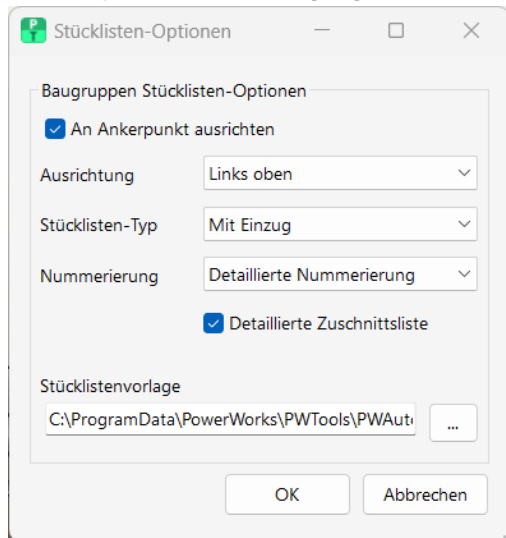 Stücklisten-Optionen
Baugruppen Stücklisten-Optionen
An Ankerpunkt ausrichten
Ausrichtung Links oben
Stücklisten-Typ Mit Einzug
Nummerierung Detaillierte Nummerierung
Detaillierte Zuschnittsliste
Stücklistenvorlage
C:\ProgramData\PowerWorks\PWTools\PWAut ...
OK Abbrechen